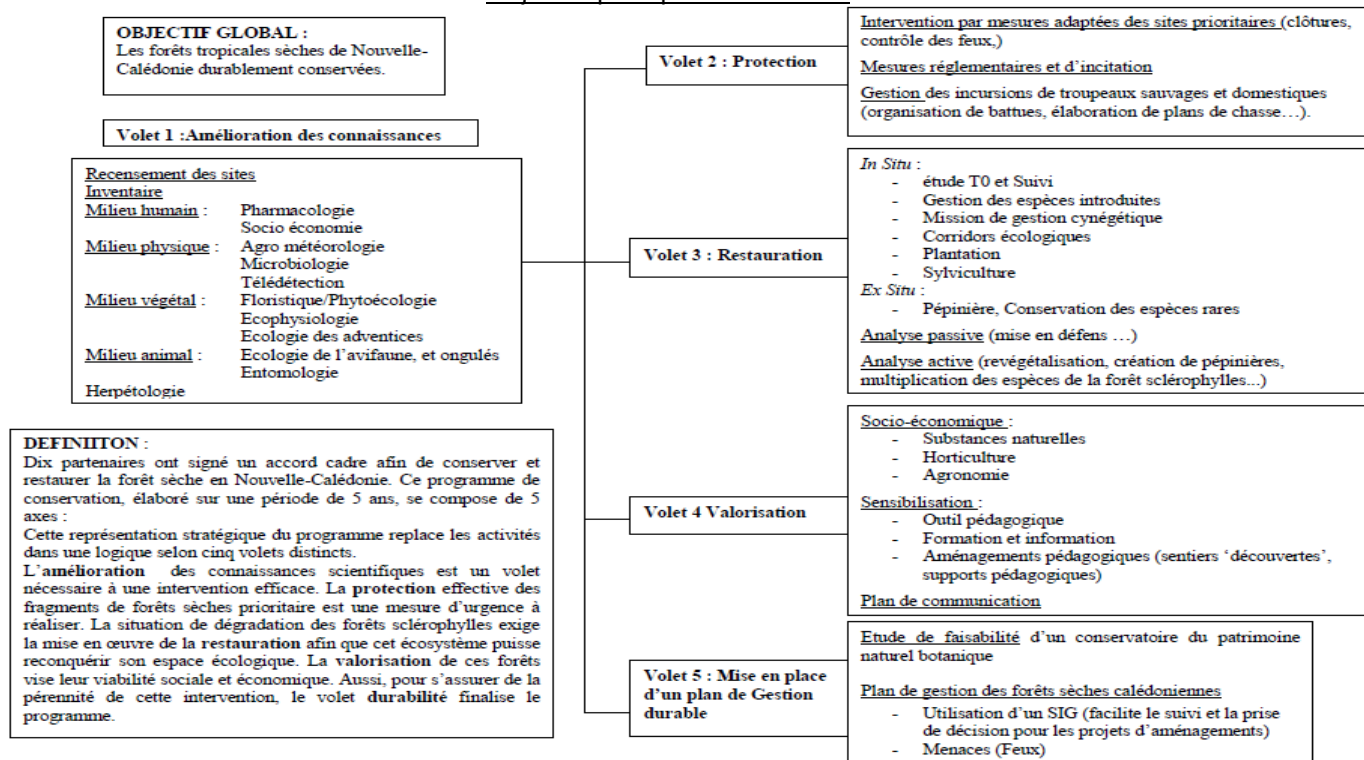 OBJECTIF GLOBAL :
Les forêts tropicales sèches de Nouvelle-
Calédonie durablement conservées.
Volet 1 :Amélioration des connaissances
Recensement des sites
Inventaire
Milieu humain : Pharmacologie
Socio économie
Milieu physique : Agro météorologie
Microbiologie
Télédétection
Milieu végétal : Floristique/Phytoécologie
Ecophysiologie
Ecologie des adventices
Milieu animal : Ecologie de l'avifaune, et ongulés
Entomologie
Herpétologie
DEFINIITON :
Dix partenaires ont signé un accord cadre afin de conserver et
restaurer la forêt sèche en Nouvelle-Calédonie. Ce programme de
conservation, élaboré sur une période de 5 ans, se compose de 5
axes :
Cette représentation stratégique du programme replace les activités
dans une logique selon cinq volets distincts.
L'amélioration des connaissances scientifiques est un volet
nécessaire à une intervention efficace. La protection effective des
fragments de forêts sèches prioritaire est une mesure d'urgence à
réaliser. La situation de dégradation des forêts sclérophylles exige
la mise en œuvre de la restauration afin que cet écosystème puisse
reconquérir son espace écologique. La valorisation de ces forêts
vise leur viabilité sociale et économique. Aussi, pour s'assurer de la
pérennité de cette intervention, le volet durabilité finalise le
programme.
Volet 2 : Protection
Intervention par mesures adaptées des sites prioritaires (clôtures,
contrôle des feux,)
Mesures réglementaires et d'incitation
Gestion des incursions de troupeaux sauvages et domestiques
(organisation de battues, élaboration de plans de chasse…).
Volet 3 : Restauration
In Situ :
- étude T0 et Suivi
- Gestion des espèces introduites
- Mission de gestion cynégétique
- Corridors écologiques
- Plantation
- Sylviculture
Ex Situ :
- Pépinière, Conservation des espèces rares
Analyse passive (mise en défens …)
Analyse active (revégétalisation, création de pépinières,
multiplication des espèces de la forêt sclérophylles...)
Volet 4 Valorisation
Socio-économique :
- Substances naturelles
- Horticulture
- Agronomie
Sensibilisation :
- Outil pédagogique
- Formation et information
- Aménagements pédagogiques (sentiers 'découvertes',
supports pédagogiques)
Plan de communication
Volet 5 : Mise en place
d'un plan de Gestion
durable
Etude de faisabilité d'un conservatoire du patrimoine
naturel botanique
Plan de gestion des forêts sèches calédoniennes
- Utilisation d'un SIG (facilite le suivi et la prise
de décision pour les projets d'aménagements)
- Menaces (Feux)